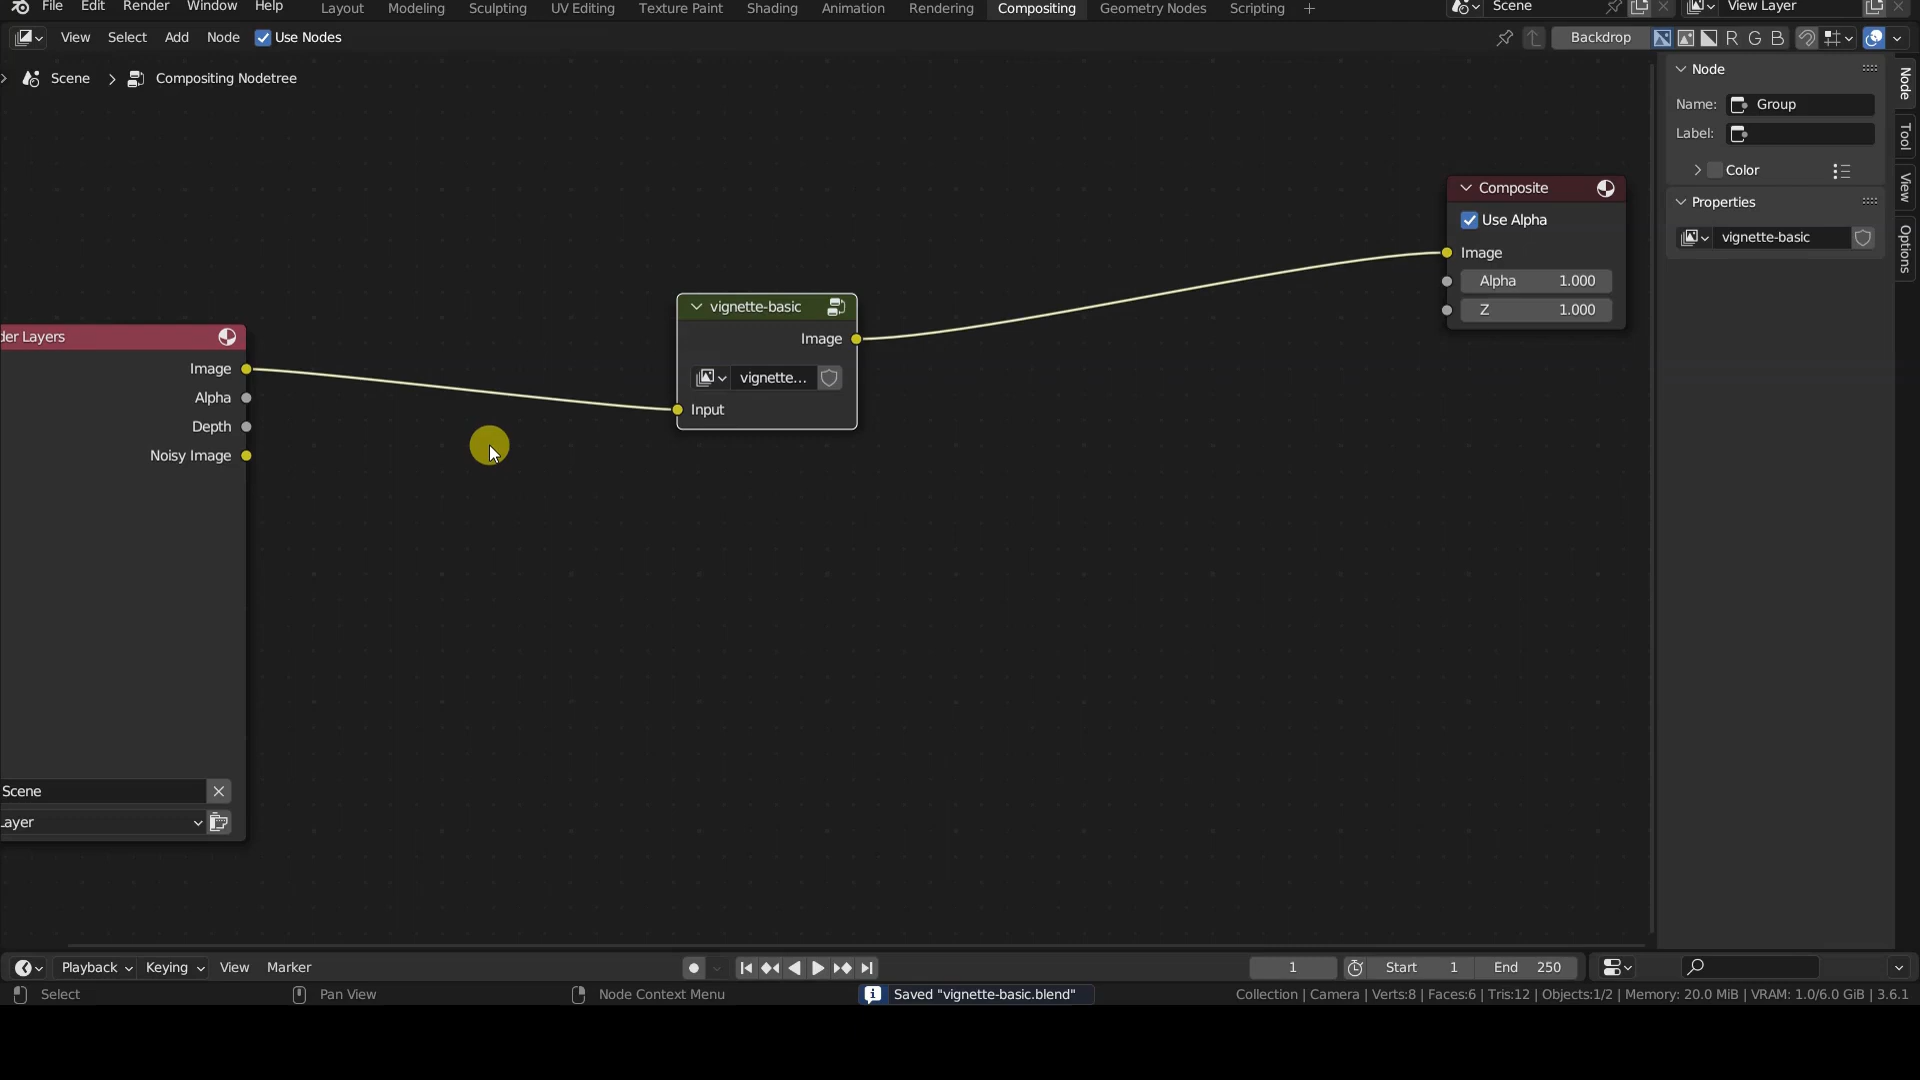 File Edit Render Window Help Layout Modeling Sculpting UV Editing Texture Paint Shading Animation Rendering Compositing Geometry Nodes Scripting + Scene View Layer
View Select Add Node Use Nodes Backdrop R G B
Scene > Compositing Nodetree
Node
Name: Group
Label:
Color
Properties
vignette-basic
Node
Tool
View
Options
Composite
Use Alpha
Image
Alpha 1.000
Z 1.000
vignette-basic
Image
vignette...
Input
der Layers
Image
Alpha
Depth
Noisy Image
Scene
Layer
Playback Keying View Marker 1 Start 1 End 250
Select Pan View Node Context Menu Saved "vignette-basic.blend" Collection | Camera | Verts:8 | Faces:6 | Tris:12 | Objects:1/2 | Memory: 20.0 MiB | VRAM: 1.0/6.0 GiB | 3.6.1